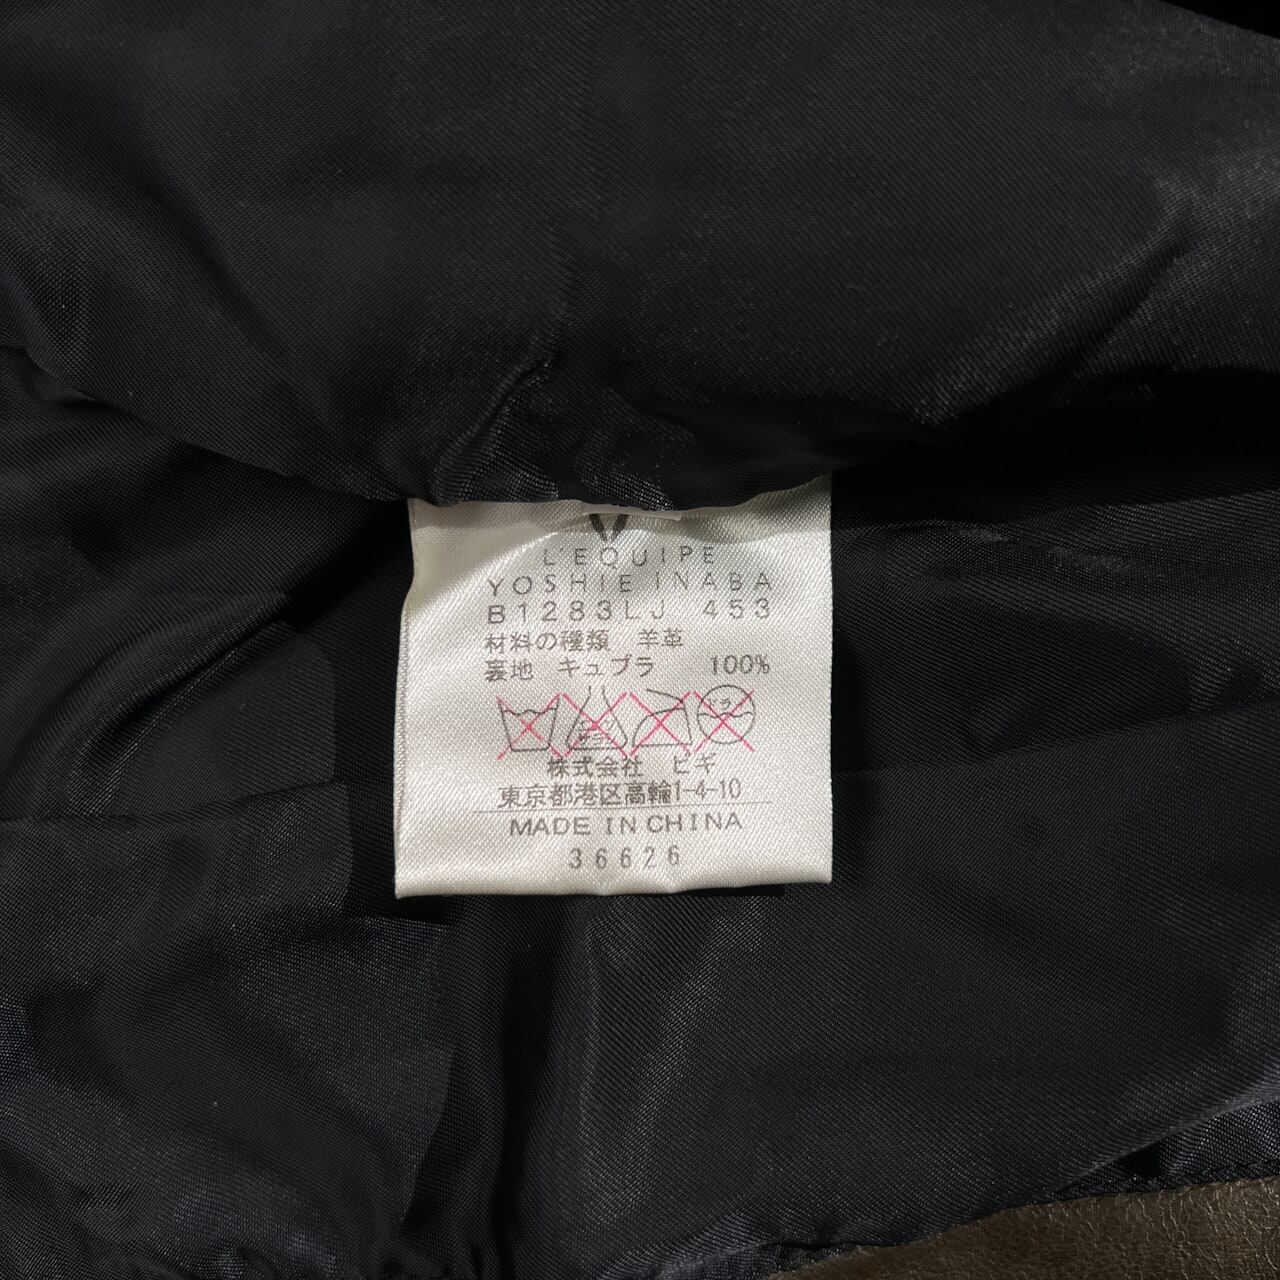 L'EQUIPE
YOSHIE INABA
B1283LJ 453
材料の種類 羊革
裏地 キュプラ 100%
株式会社 ビギ
東京都港区高輪1-4-10
MADE IN CHINA
36626